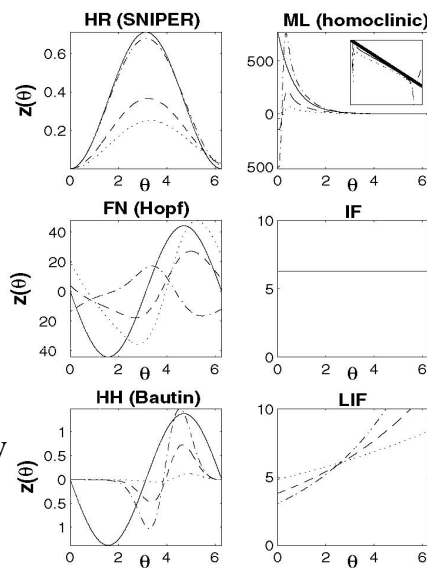 HR (SNIPER)
z(θ)
0.6
0.4
0.2
0 2 4 6
θ
ML (homoclinic)
500
0
500
0 2 4 6
θ
FN (Hopf)
z(θ)
40
20
0
20
40
0 2 4 6
θ
IF
10
5
0
0 2 4 6
θ
HH (Bautin)
z(θ)
1
0.5
0
0.5
1
0 2 4 6
LIF
10
5
0
0 2 4 6
y